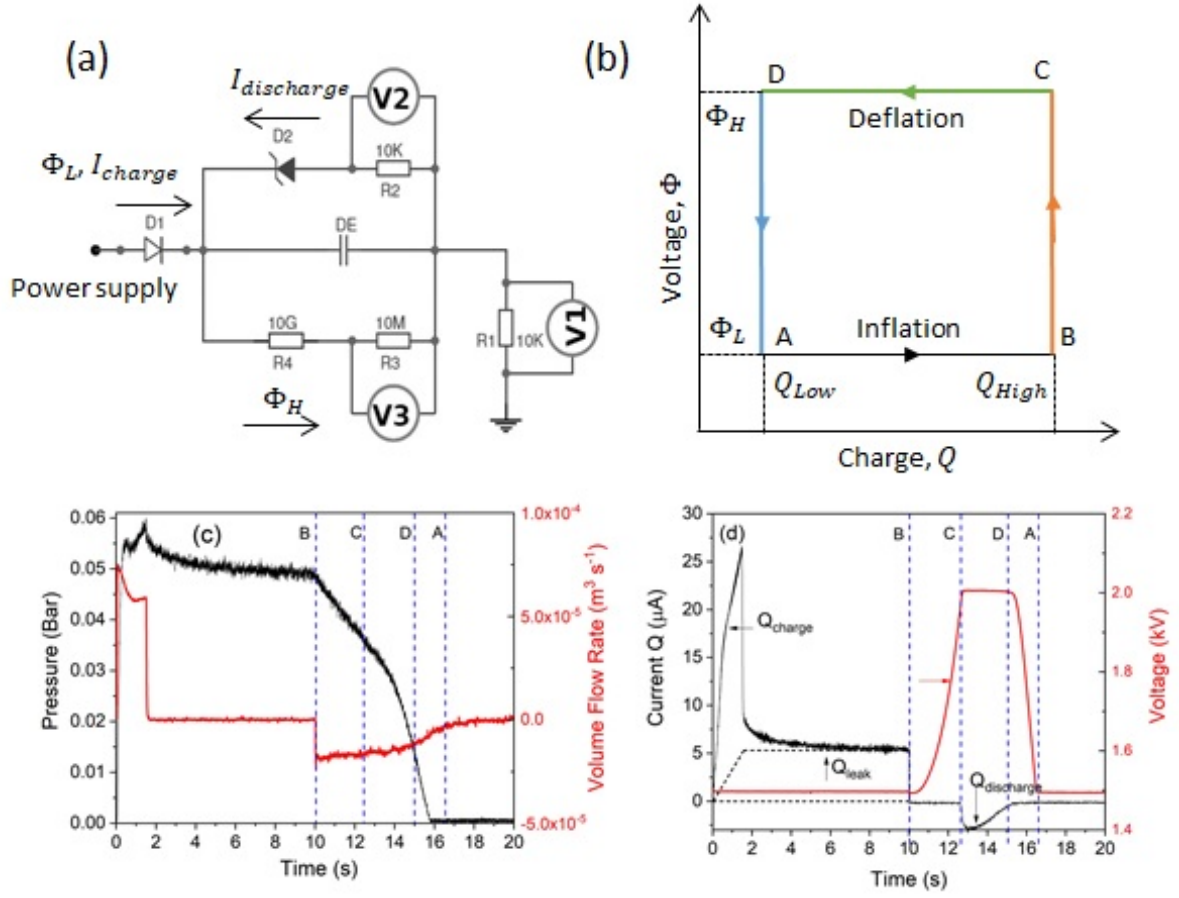 (a)
I_discharge
V2
D2
10K
R2
Φ_L, I_charge
D1
DE
Power supply
10G
10M
R4
R3
R1
10K
V1
Φ_H
V3
(b)
D
C
Φ_H
Deflation
Voltage, Φ
Φ_L
A
Inflation
B
Q_Low
Q_High
Charge, Q
(c)
B
C
D
A
0.06
0.05
0.04
0.03
0.02
0.01
0.00
Pressure (Bar)
1.0x10⁻⁴
5.0x10⁻⁵
0.0
-5.0x10⁻⁵
Volume Flow Rate (m³ s⁻¹)
0 2 4 6 8 10 12 14 16 18 20
Time (s)
(d)
B
C
D
A
30
25
20
15
10
5
0
Current Q (μA)
Q_charge
Q_leak
Q_discharge
2.2
2.0
1.8
1.6
1.4
Voltage (kV)
0 2 4 6 8 10 12 14 16 18 20
Time (s)